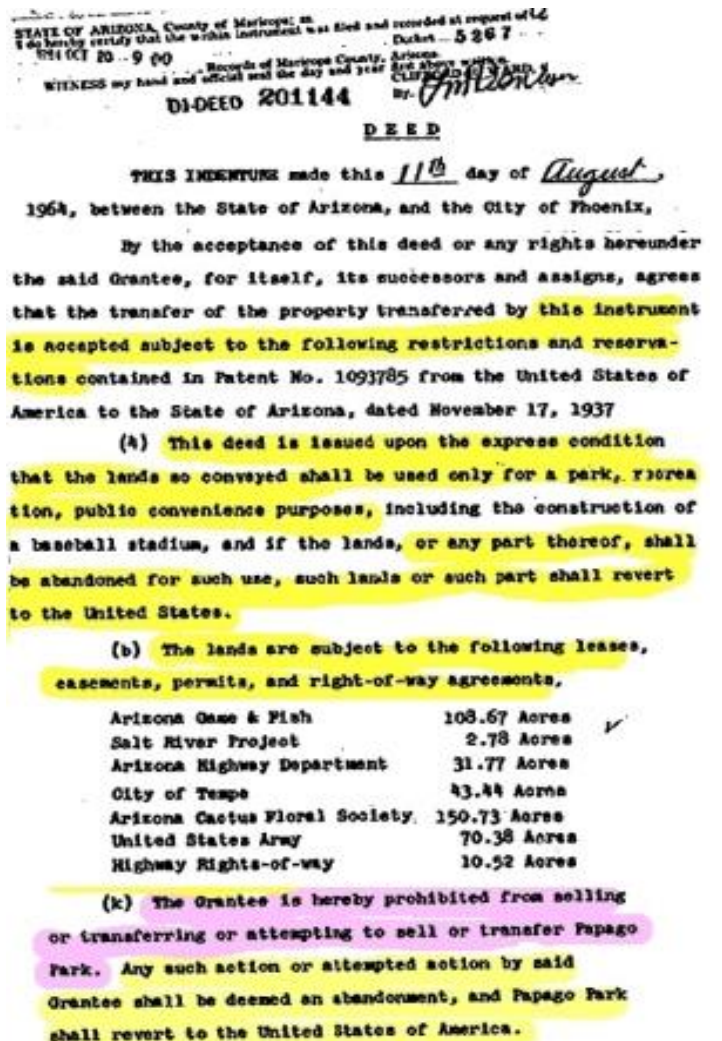 STATE OF ARIZONA, County of Maricopa; ss
I do hereby certify that the within instrument was filed and recorded at request of
OCT 20 - 9 00 Docket 5267
Records of Maricopa County, Arizona
WITNESS my hand and official seal the day and year first above written.
By.
DI-DEED 201144
DEED
THIS INDENTURE made this 11th day of August,
1964, between the State of Arizona, and the City of Phoenix,
By the acceptance of this deed or any rights hereunder
the said Grantee, for itself, its successors and assigns, agrees
that the transfer of the property transferred by this instrument
is accepted subject to the following restrictions and reserva-
tions contained in Patent No. 1093785 from the United States of
America to the State of Arizona, dated November 17, 1937
(A) This deed is issued upon the express condition
that the lands so conveyed shall be used only for a park, recrea
tion, public convenience purposes, including the construction of
a baseball stadium, and if the lands, or any part thereof, shall
be abandoned for such use, such lands or such part shall revert
to the United States.
(b) The lands are subject to the following leases,
easements, permits, and right-of-way agreements,
Arizona Game & Fish 108.67 Acres
Salt River Project 2.78 Acres
Arizona Highway Department 31.77 Acres
City of Tempe 43.44 Acres
Arizona Cactus Floral Society 150.73 Acres
United States Army 70.38 Acres
Highway Rights-of-way 10.52 Acres
(k) The Grantee is hereby prohibited from selling
or transferring or attempting to sell or transfer Papago
Park. Any such action or attempted action by said
Grantee shall be deemed an abandonment, and Papago Park
shall revert to the United States of America.